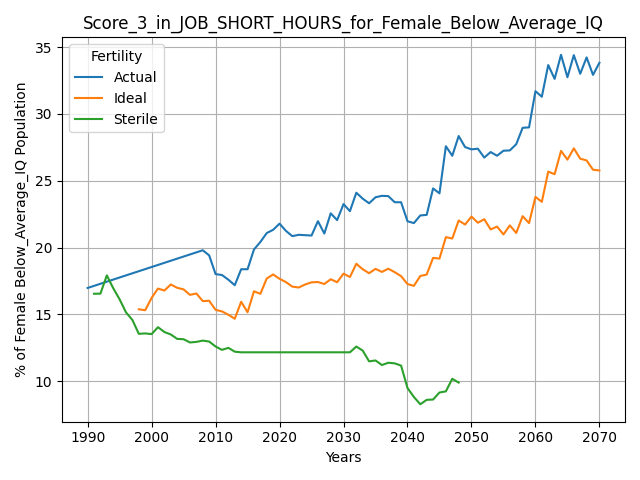 Score_3_in_JOB_SHORT_HOURS_for_Female_Below_Average_IQ
% of Female Below_Average_IQ Population
35
30
25
20
15
10
Fertility
Actual
Ideal
Sterile
1990 2000 2010 2020 2030 2040 2050 2060 2070
Years